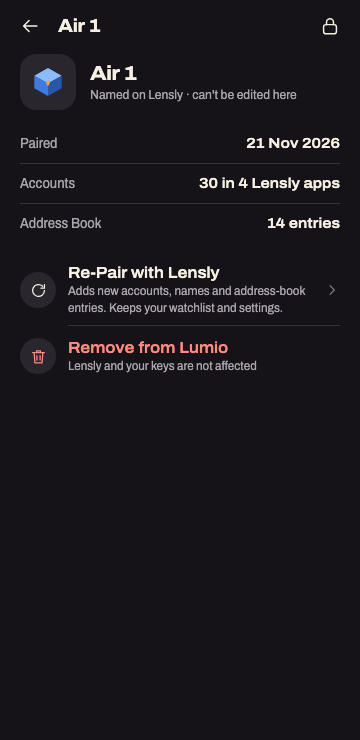 Air 1
Air 1
Named on Lensly · can't be edited here
Paired
21 Nov 2026
Accounts
30 in 4 Lensly apps
Address Book
14 entries
Re-Pair with Lensly
Adds new accounts, names and address-book
entries. Keeps your watchlist and settings.
Remove from Lumio
Lensly and your keys are not affected